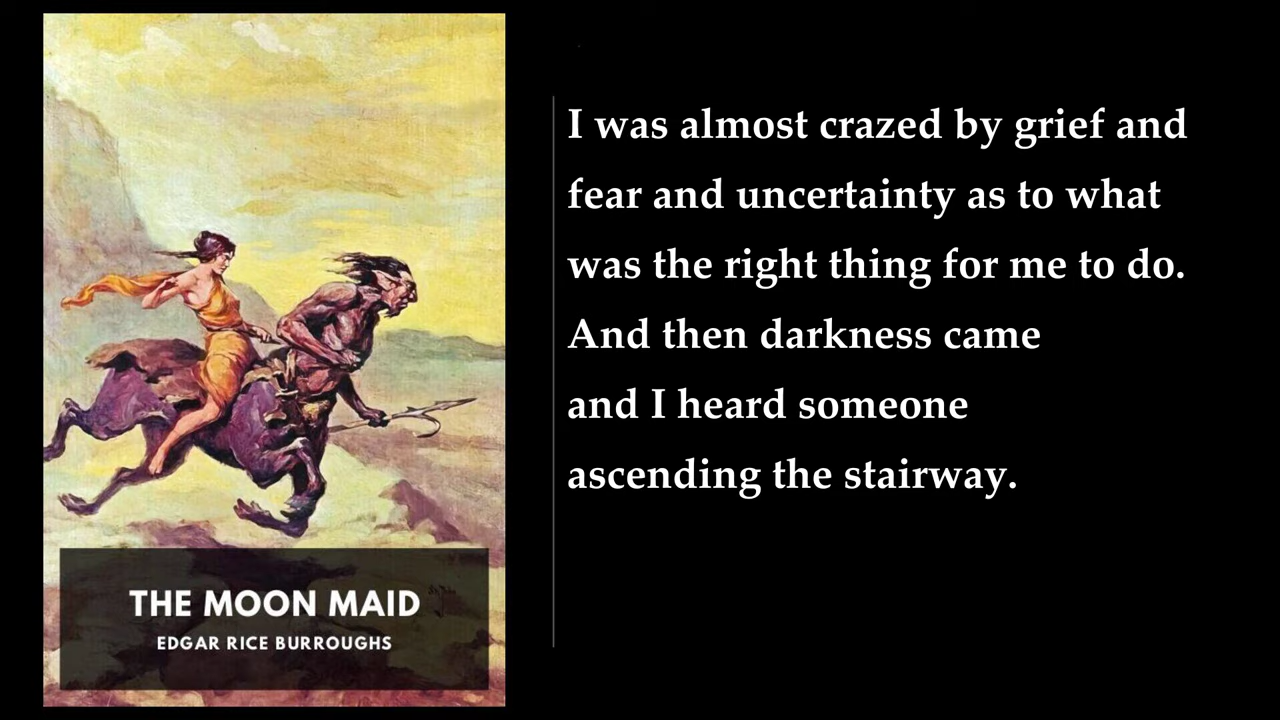 THE MOON MAID
EDGAR RICE BURROUGHS
I was almost crazed by grief and
fear and uncertainty as to what
was the right thing for me to do.
And then darkness came
and I heard someone
ascending the stairway.